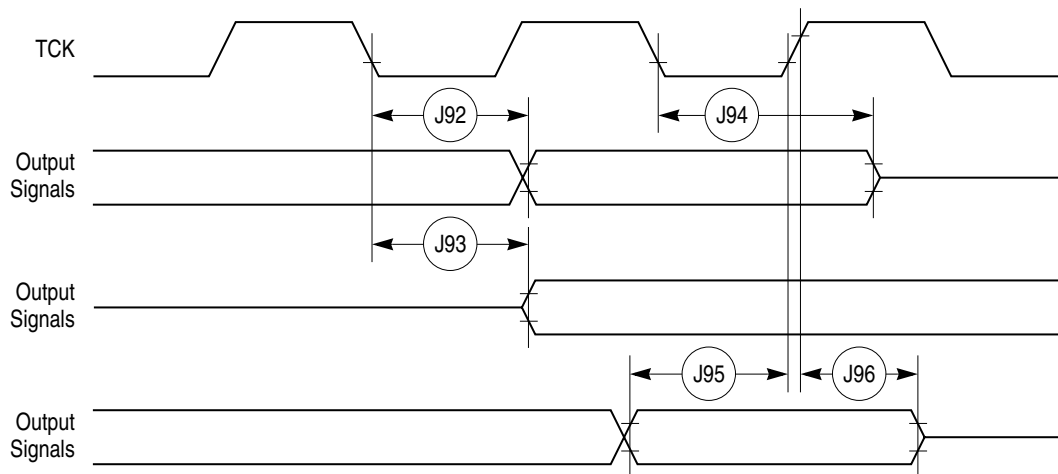 TCK
J92
J94
Output
Signals
J93
Output
Signals
J95
J96
Output
Signals